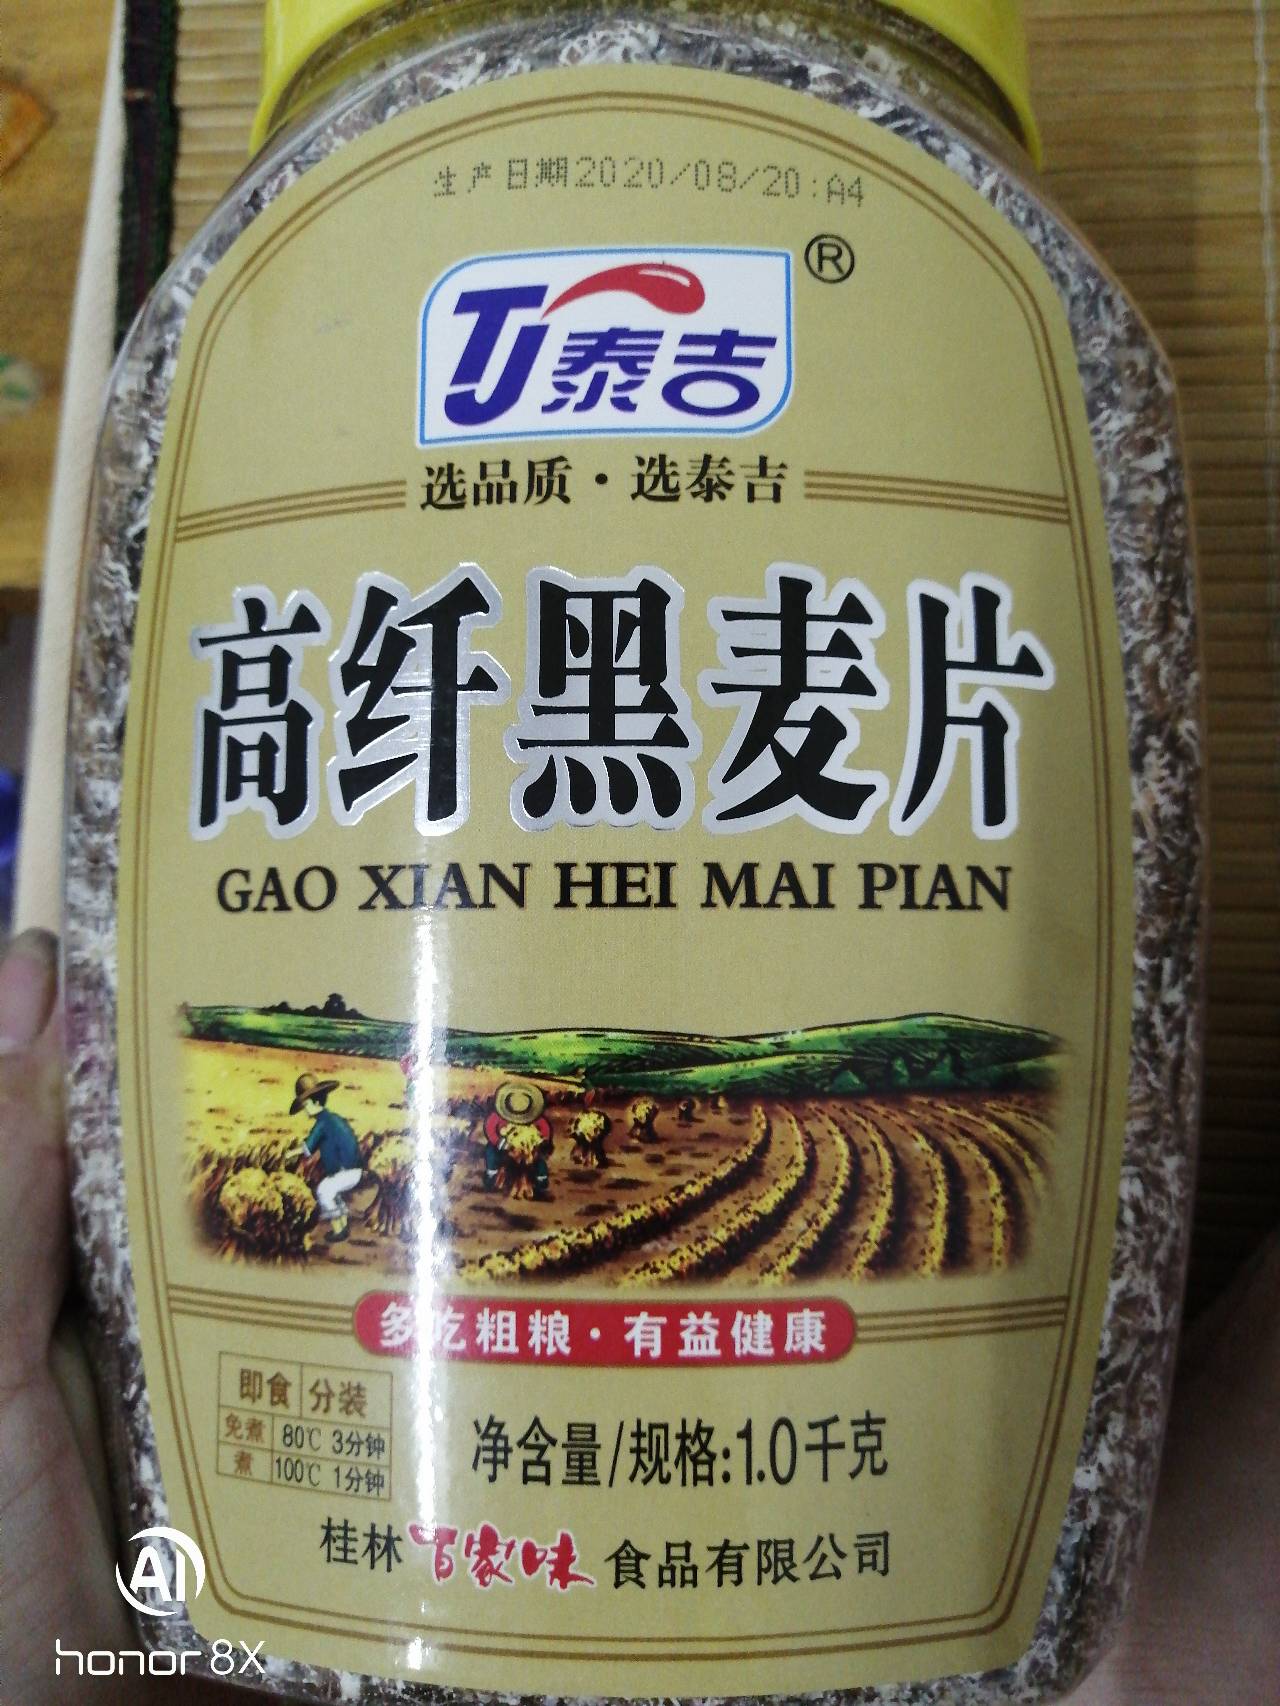 生产日期2020/08/20:A4
®
TJ泰吉
选品质·选泰吉
高纤黑麦片
GAO XIAN HEI MAI PIAN
多吃粗粮·有益健康
即食 分装
免煮 80℃ 3分钟
煮 100℃ 1分钟
净含量/规格:1.0千克
桂林百家味食品有限公司
AI
honor 8X